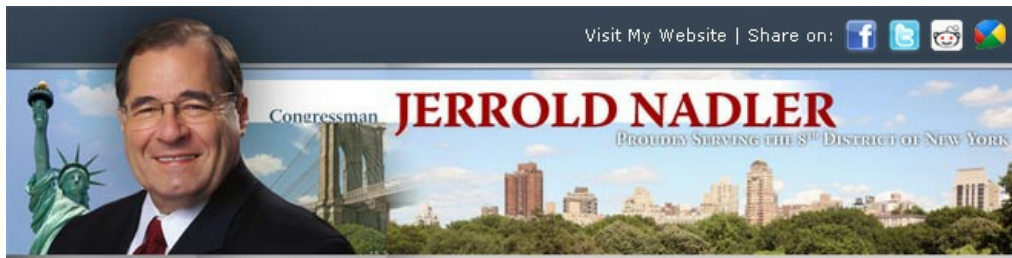 Visit My Website | Share on:
Congressman JERROLD NADLER
PROUDLY SERVING THE 8TH DISTRICT OF NEW YORK